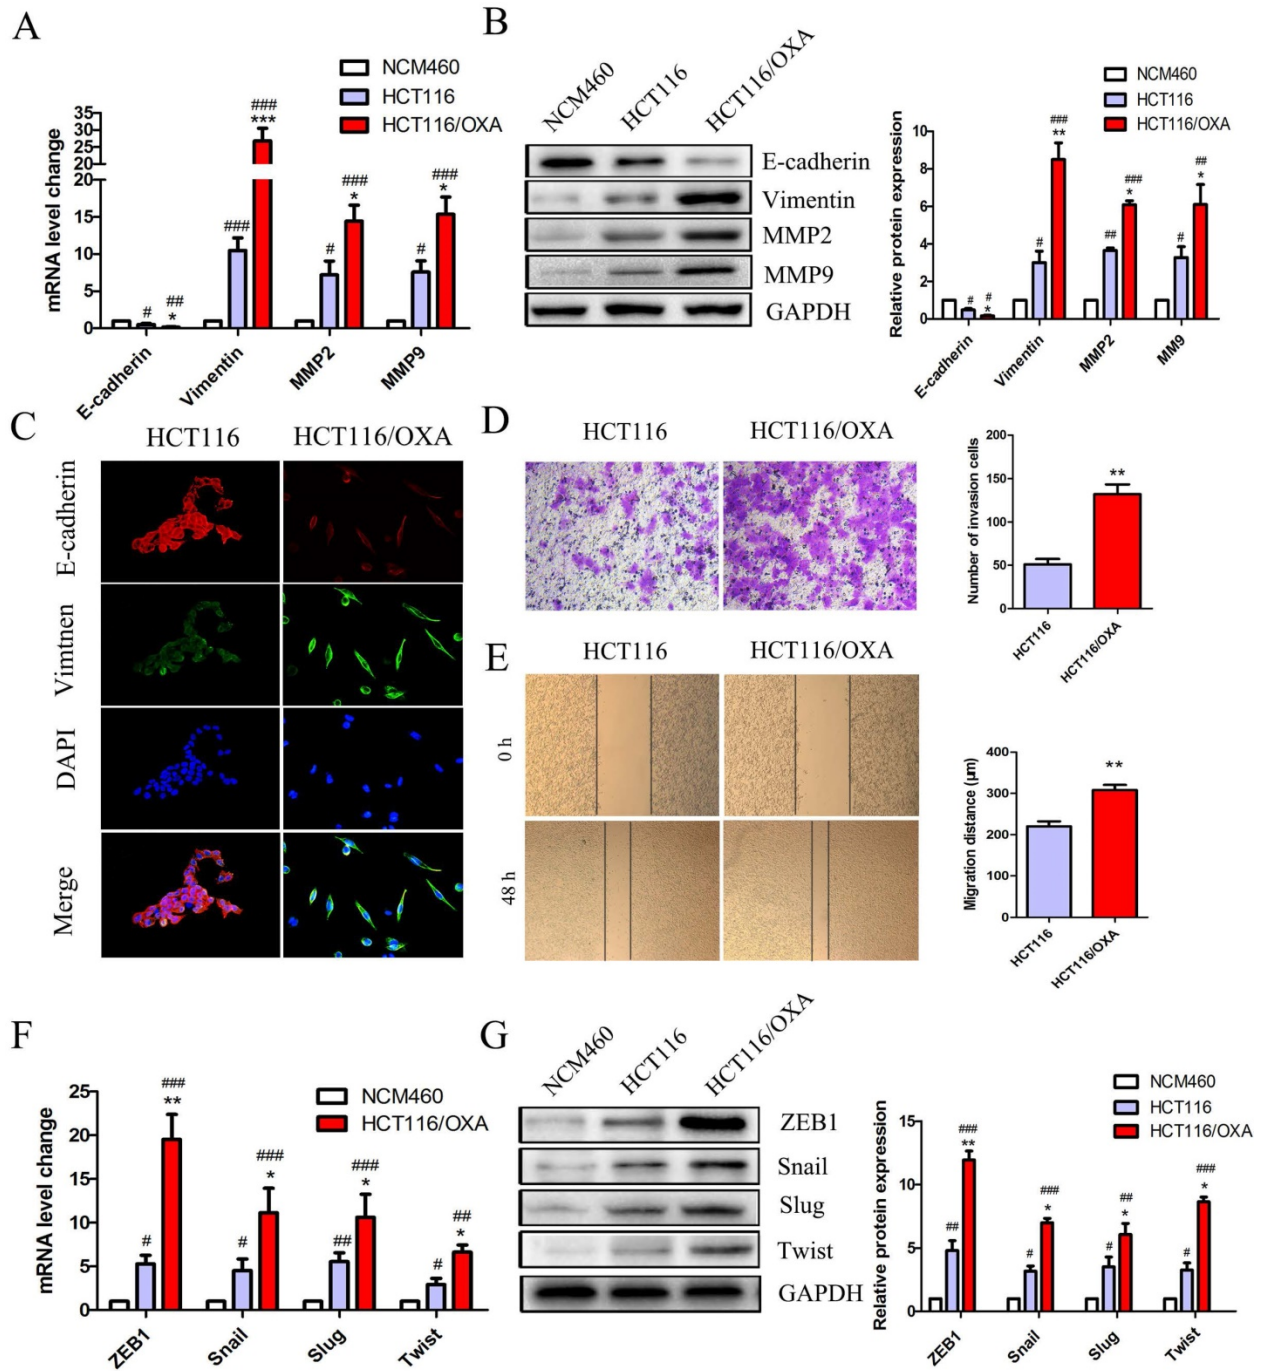 A
NCM460
HCT116
HCT116/OXA
mRNA level change
35
30
25
20
20
15
10
5
0
#
##
*
###
###
***
#
###
*
#
###
*
E-cadherin
Vimentin
MMP2
MMP9
B
NCM460
HCT116
HCT116/OXA
E-cadherin
Vimentin
MMP2
MMP9
GAPDH
NCM460
HCT116
HCT116/OXA
Relative protein expression
10
8
6
4
2
0
#
#
*
#
###
**
##
###
*
#
##
*
E-cadherin
Vimentin
MMP2
MM9
C
HCT116
HCT116/OXA
E-cadherin
Vimtnen
DAPI
Merge
D
HCT116
HCT116/OXA
Number of invasion cells
200
150
100
50
0
**
HCT116
HCT116/OXA
E
HCT116
HCT116/OXA
0 h
48 h
Migration distance (μm)
400
300
200
100
0
**
HCT116
HCT116/OXA
F
NCM460
HCT116/OXA
mRNA level change
25
20
15
10
5
0
#
###
**
#
###
*
##
###
*
#
##
*
ZEB1
Snail
Slug
Twist
G
NCM460
HCT116
HCT116/OXA
ZEB1
Snail
Slug
Twist
GAPDH
NCM460
HCT116
HCT116/OXA
Relative protein expression
15
10
5
0
##
###
**
#
###
*
#
##
*
#
###
*
ZEB1
Snail
Slug
Twist